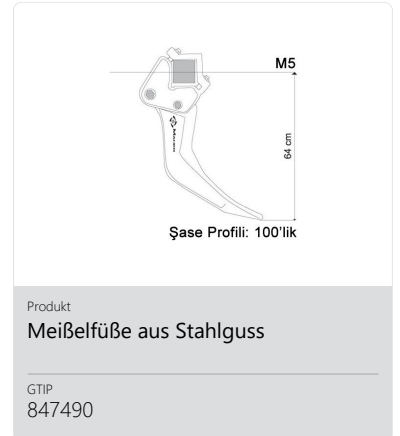 M5
64 cm
Şase Profili: 100'lik
Produkt
Meißelfüße aus Stahlguss
GTIP
847490